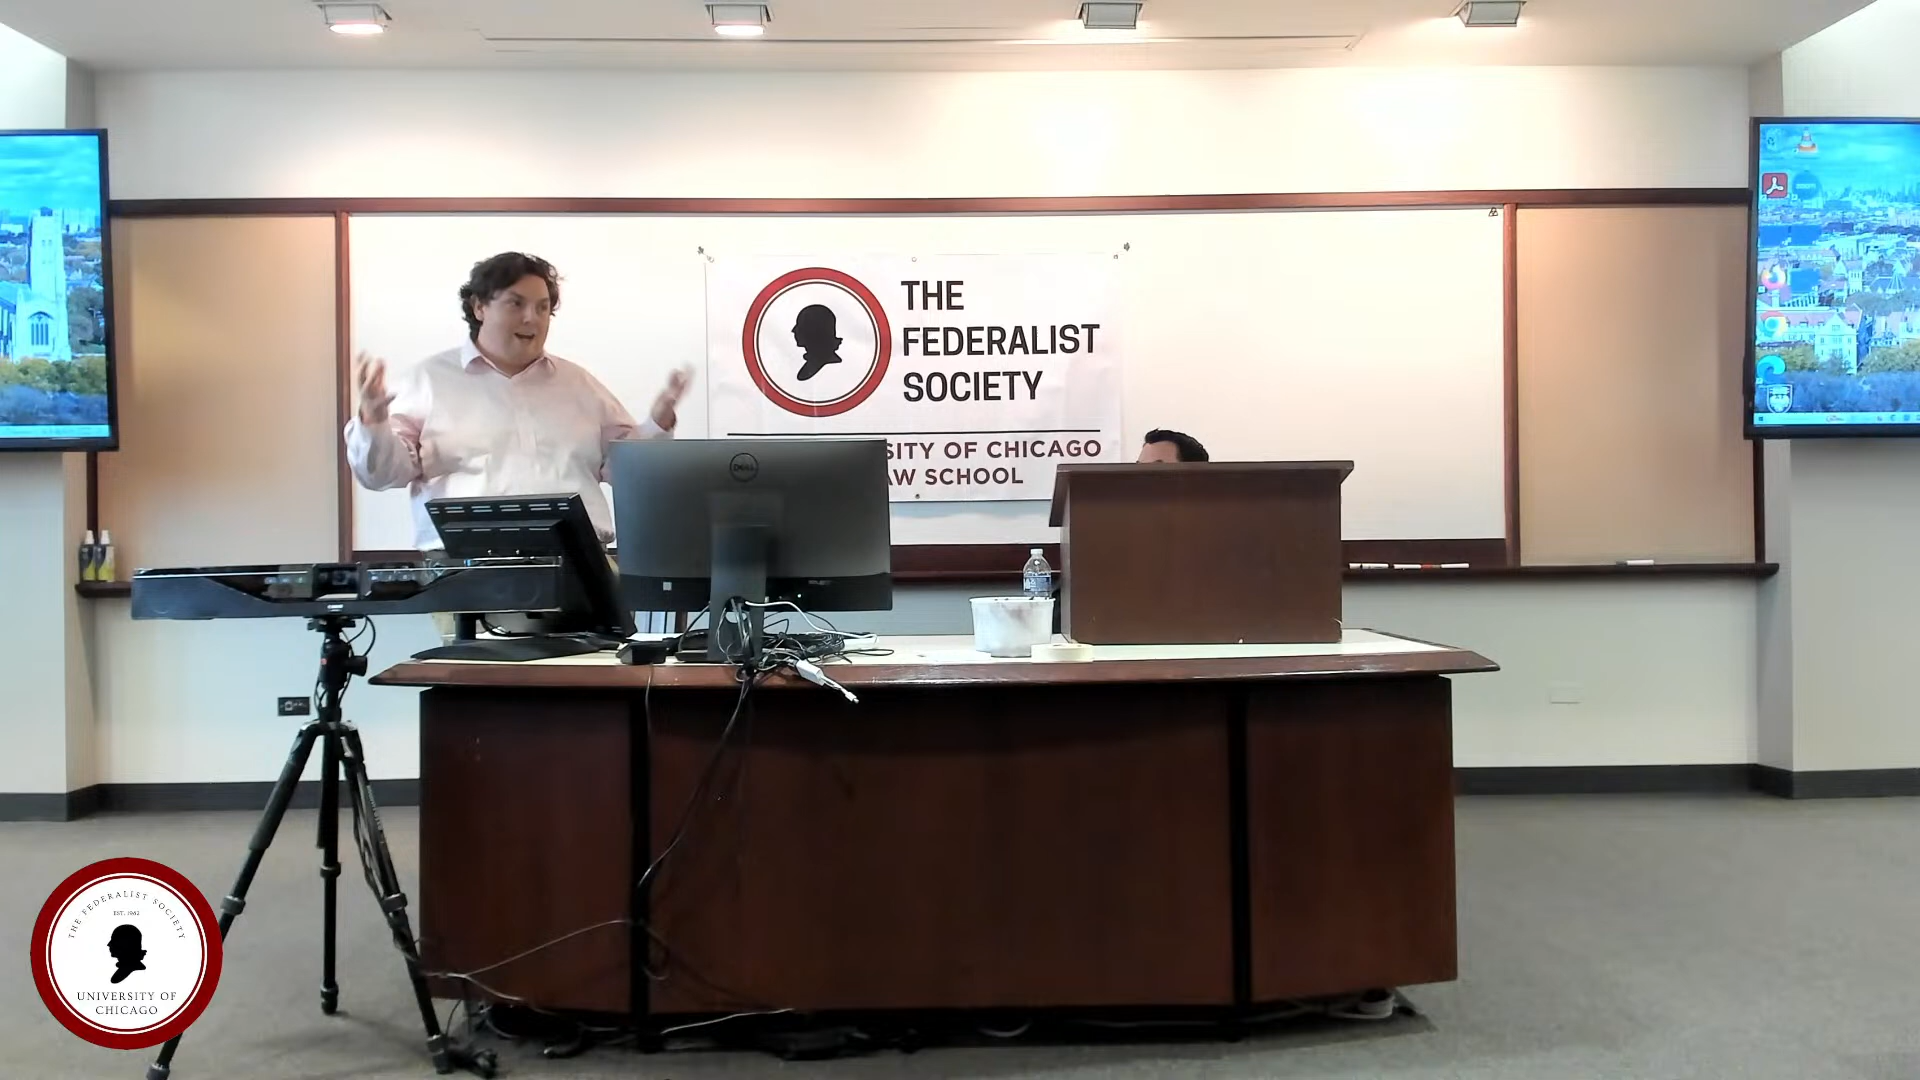 THE
FEDERALIST
SOCIETY
SITY OF CHICAGO
AW SCHOOL
DELL
THE FEDERALIST SOCIETY
EST. 1982
UNIVERSITY OF
CHICAGO